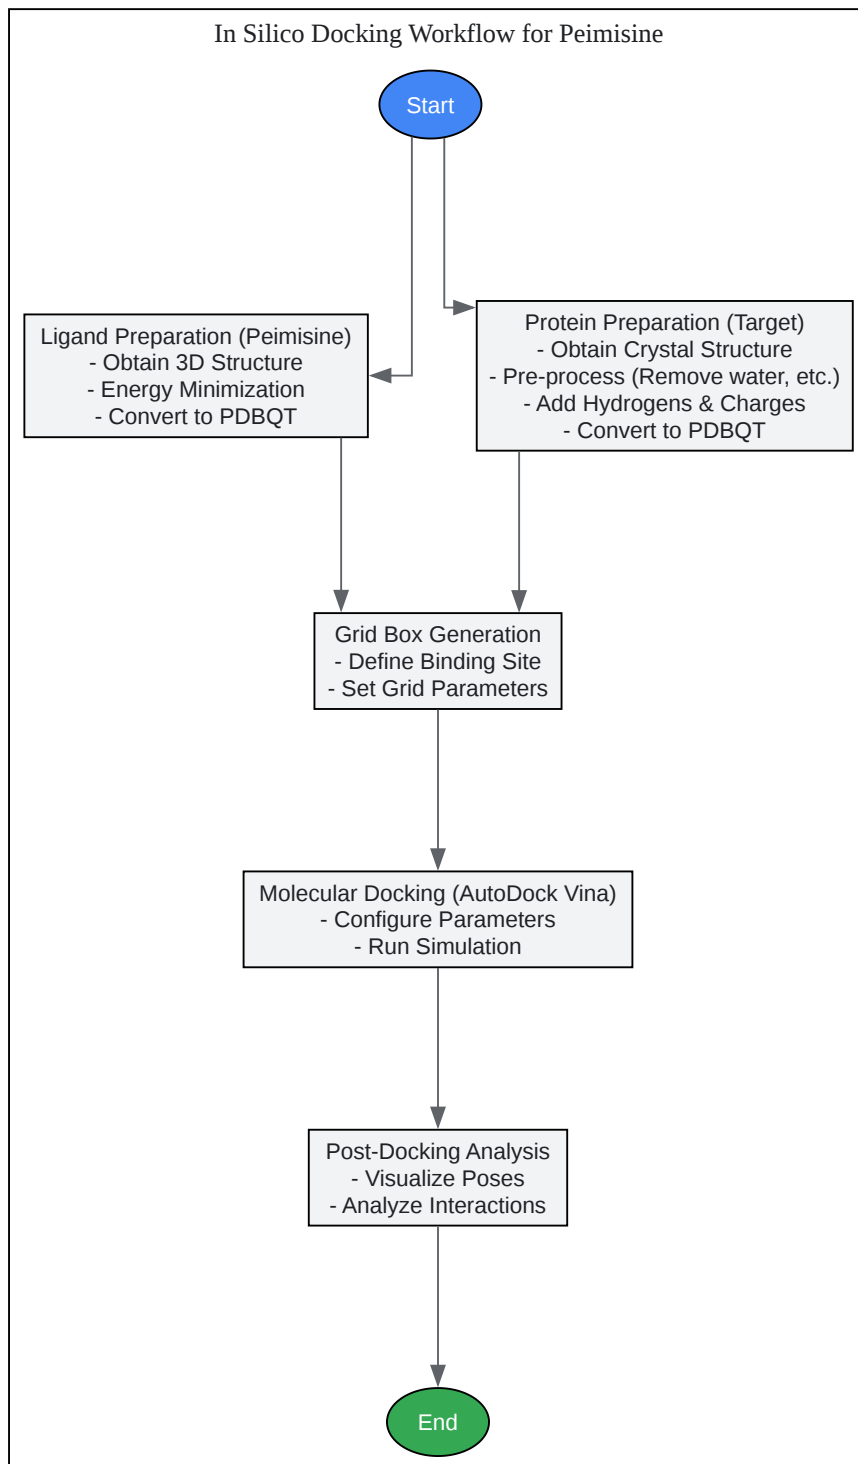 In Silico Docking Workflow for Peimisine
Start
Ligand Preparation (Peimisine)
- Obtain 3D Structure
- Energy Minimization
- Convert to PDBQT
Protein Preparation (Target)
- Obtain Crystal Structure
- Pre-process (Remove water, etc.)
- Add Hydrogens & Charges
- Convert to PDBQT
Grid Box Generation
- Define Binding Site
- Set Grid Parameters
Molecular Docking (AutoDock Vina)
- Configure Parameters
- Run Simulation
Post-Docking Analysis
- Visualize Poses
- Analyze Interactions
End